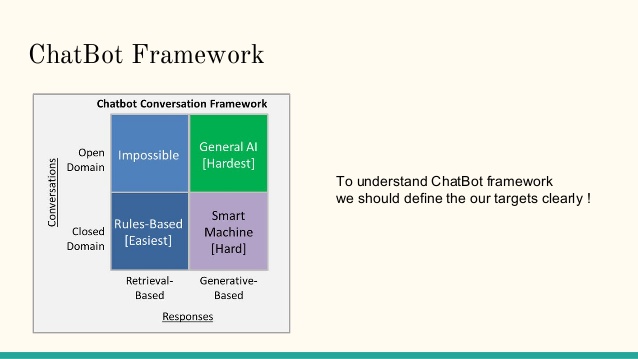 ChatBot Framework
Chatbot Conversation Framework
Conversations
Open
Domain
Impossible
General AI
[Hardest]
Closed
Domain
Rules-Based
[Easiest]
Smart
Machine
[Hard]
Retrieval-
Based
Generative-
Based
Responses
To understand ChatBot framework
we should define the our targets clearly !